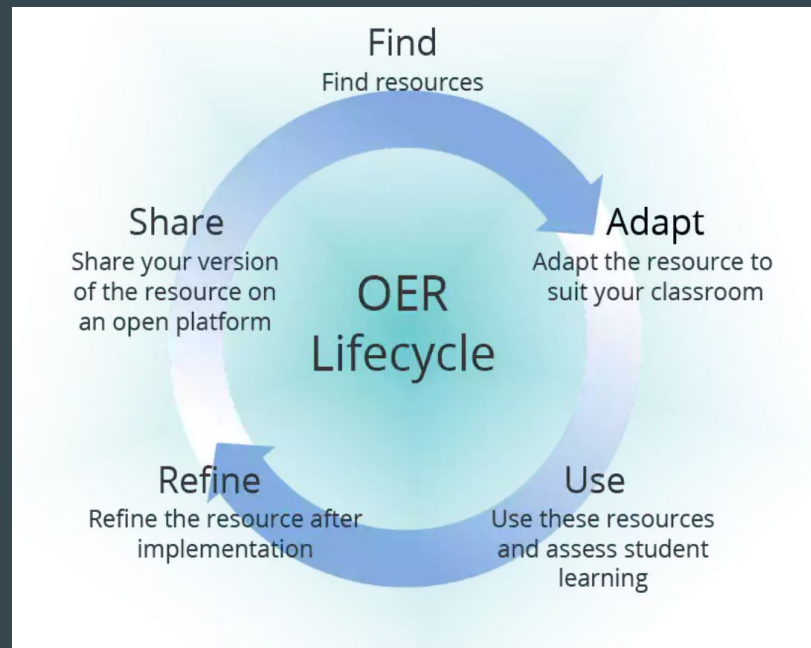 Find
Find resources
Adapt
Adapt the resource to
suit your classroom
Use
Use these resources
and assess student
learning
Refine
Refine the resource after
implementation
Share
Share your version
of the resource on
an open platform
OER
Lifecycle